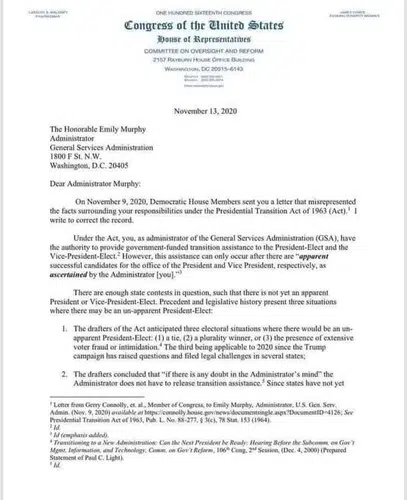 CAROLYN B. MALONEY
CHAIRWOMAN
ONE HUNDRED SIXTEENTH CONGRESS
JAMES COMER
RANKING MINORITY MEMBER
Congress of the United States
House of Representatives
COMMITTEE ON OVERSIGHT AND REFORM
2157 RAYBURN HOUSE OFFICE BUILDING
WASHINGTON, DC 20515–6143
November 13, 2020
The Honorable Emily Murphy
Administrator
General Services Administration
1800 F St. N.W.
Washington, D.C. 20405
Dear Administrator Murphy:
On November 9, 2020, Democratic House Members sent you a letter that misrepresented
the facts surrounding your responsibilities under the Presidential Transition Act of 1963 (Act).¹ I
write to correct the record.
Under the Act, you, as administrator of the General Services Administration (GSA), have
the authority to provide government-funded transition assistance to the President-Elect and the
Vice-President-Elect.² However, this assistance can only occur after there are “apparent
successful candidates for the office of the President and Vice President, respectively, as
ascertained by the Administrator [you].”³
There are enough state contests in question, such that there is not yet an apparent
President or Vice-President-Elect. Precedent and legislative history present three situations
where there may be an un-apparent President-Elect:
1. The drafters of the Act anticipated three electoral situations where there would be an un-
apparent President-Elect: (1) a tie, (2) a plurality winner, or (3) the presence of extensive
voter fraud or intimidation.⁴ The third being applicable to 2020 since the Trump
campaign has raised questions and filed legal challenges in several states;
2. The drafters concluded that “if there is any doubt in the Administrator’s mind” the
Administrator does not have to release transition assistance.⁵ Since states have not yet
¹ Letter from Gerry Connolly, et. al., Member of Congress, to Emily Murphy, Administrator, U.S. Gen. Serv.
Admin. (Nov. 9, 2020) available at https://connolly.house.gov/news/documentsingle.aspx?DocumentID=4126; See
Presidential Transition Act of 1963, Pub. L. No. 88-277, § 3(c), 78 Stat. 153 (1964).
² Id.
³ Id (emphasis added).
⁴ Transitioning to a New Administration: Can the Next President be Ready: Hearing Before the Subcomm. on Gov’t
Mgmt, Information, and Technology, Comm. on Gov’t Reform, 106th Cong, 2nd Session, (Dec. 4, 2000) (Prepared
Statement of Paul C. Light).
⁵ Id.